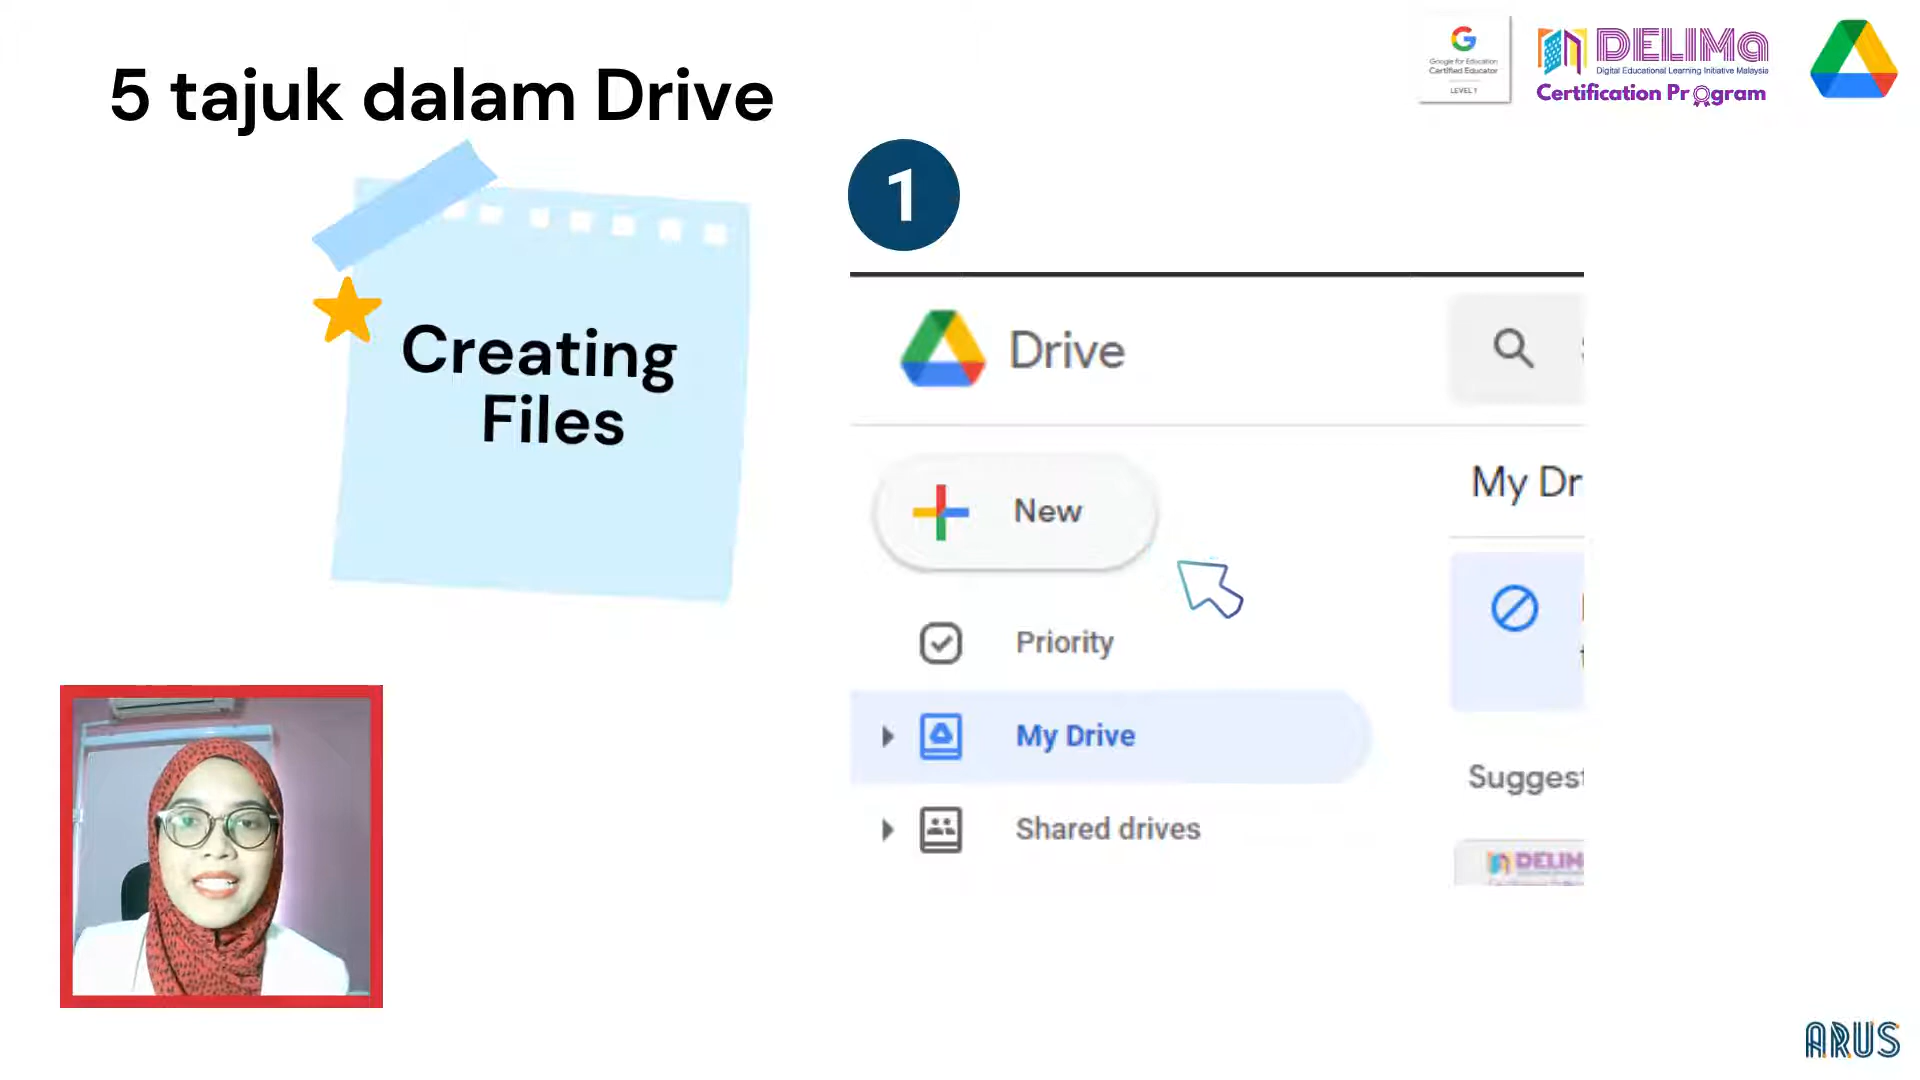 5 tajuk dalam Drive
Google for Education
Certified Educator
LEVEL 1
DELIMa
Digital Educational Learning Initiative Malaysia
Certification Program
1
Creating
Files
Drive
New
My Dr
Priority
My Drive
Suggest
Shared drives
DELIM
ARUS